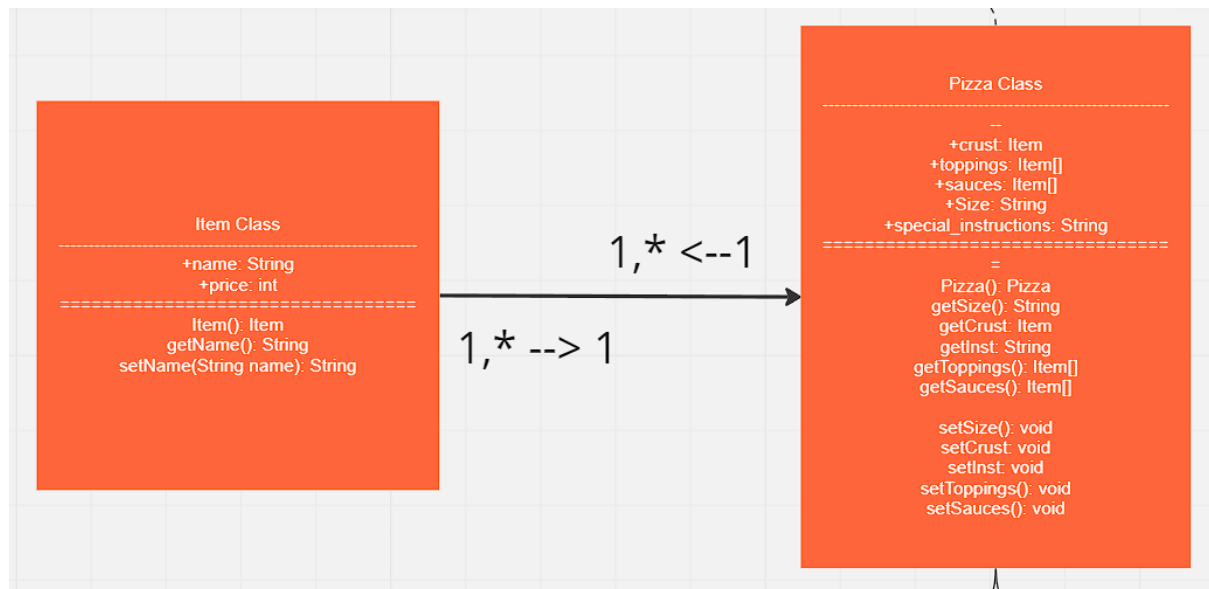 Item Class
------------------------------------------------------------
+name: String
+price: int
==================================
Item(): Item
getName(): String
setName(String name): String
1,* <--1
1,* --> 1
Pizza Class
----------------------------------------------------------
--
+crust: Item
+toppings: Item[]
+sauces: Item[]
+Size: String
+special_instructions: String
=================================
=
Pizza(): Pizza
getSize(): String
getCrust: Item
getInst: String
getToppings(): Item[]
getSauces(): Item[]
setSize(): void
setCrust: void
setInst: void
setToppings(): void
setSauces(): void